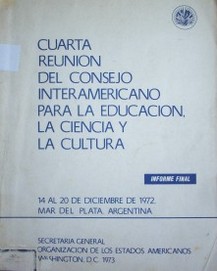 CUARTA
REUNION
DEL CONSEJO
INTERAMERICANO
PARA LA EDUCACION,
LA CIENCIA Y
LA CULTURA
INFORME FINAL
14 AL 20 DE DICIEMBRE DE 1972.
MAR DEL PLATA, ARGENTINA
SECRETARIA GENERAL
ORGANIZACION DE LOS ESTADOS AMERICANOS
WASHINGTON, D.C. 1973